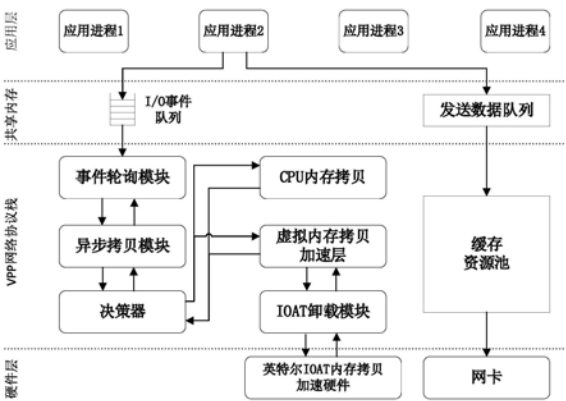 应用层
应用进程1
应用进程2
应用进程3
应用进程4
共享内存
I/O事件
队列
发送数据队列
VPP网络协议栈
事件轮询模块
CPU内存拷贝
异步拷贝模块
虚拟内存拷贝
加速层
缓存
资源池
决策器
IOAT卸载模块
硬件层
英特尔IOAT内存拷贝
加速硬件
网卡